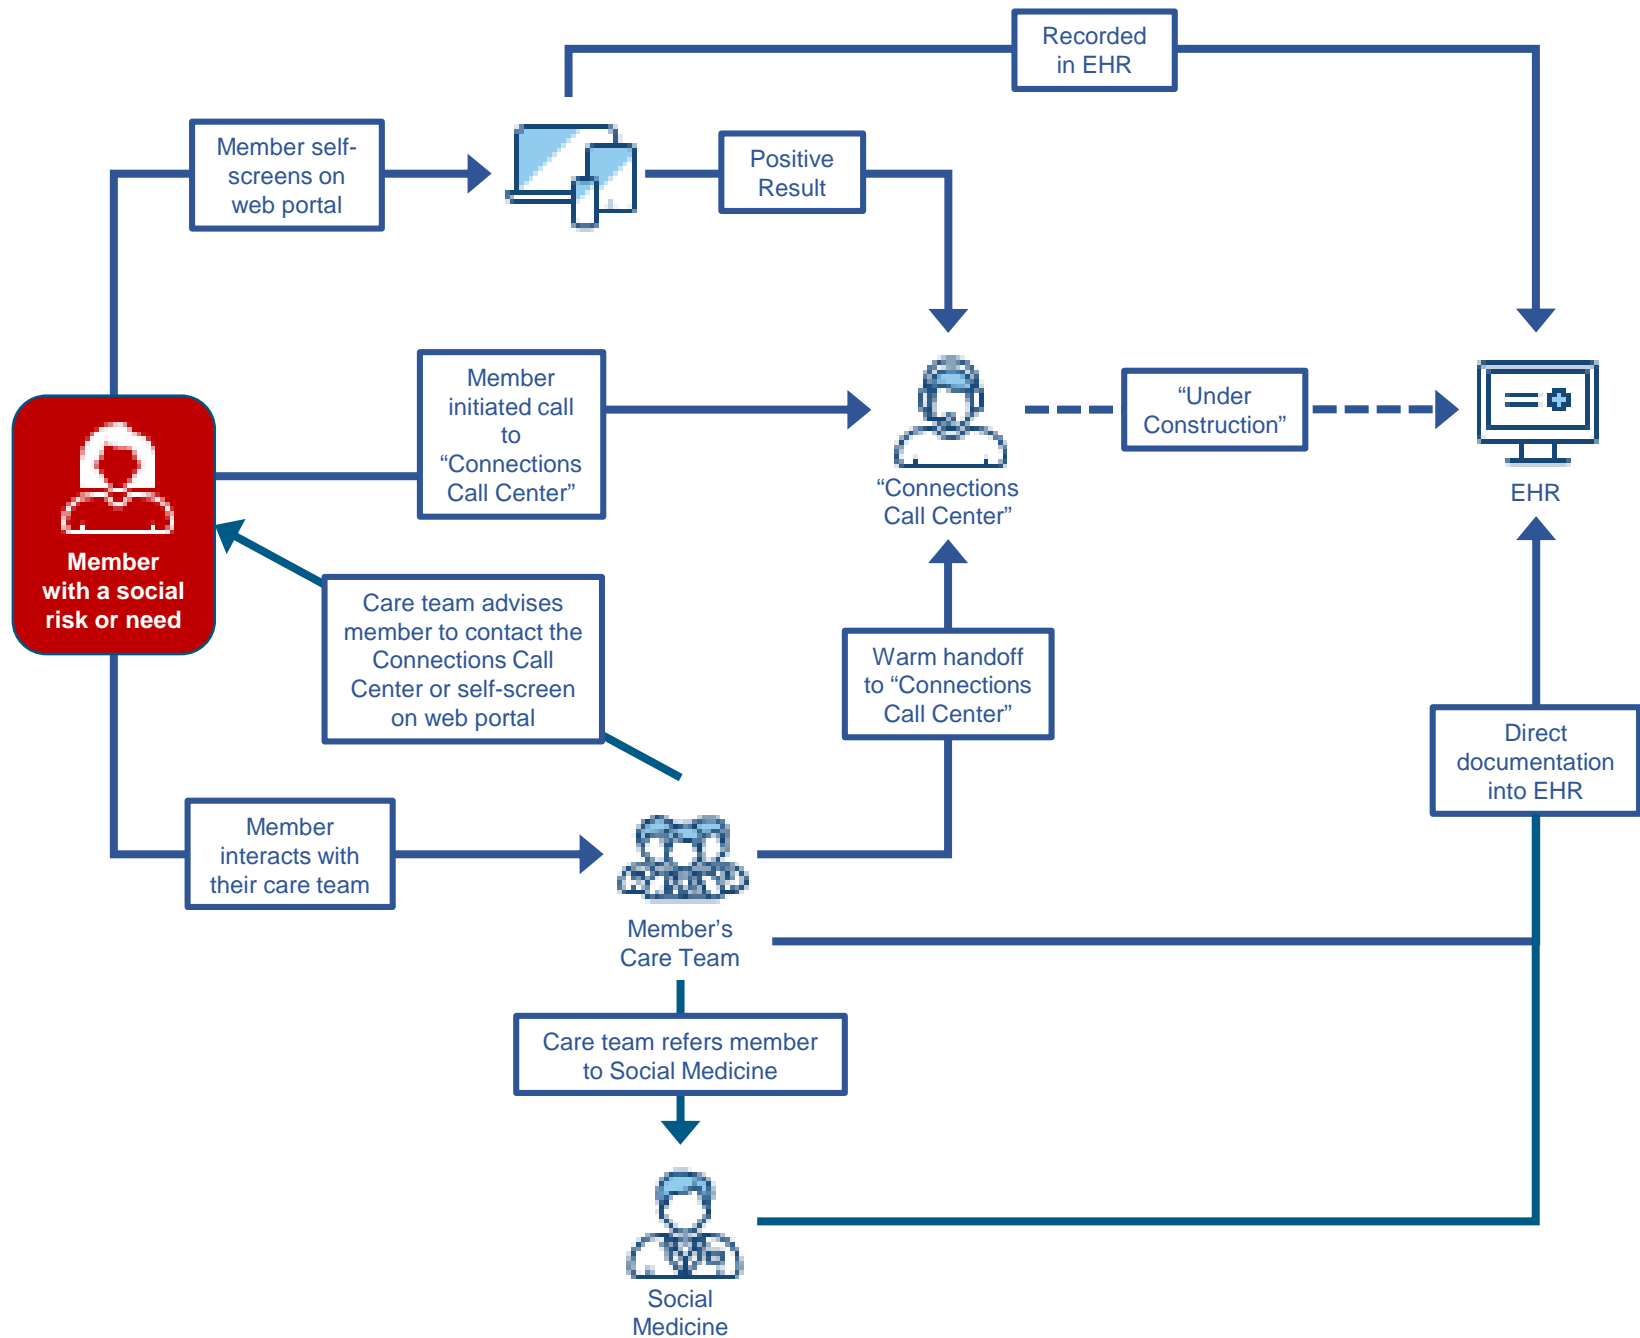 Recorded
in EHR
Member self-
screens on
web portal
Positive
Result
Member
initiated call
to
“Connections
Call Center”
“Connections
Call Center”
“Under
Construction”
EHR
Member
with a social
risk or need
Care team advises
member to contact the
Connections Call
Center or self-screen
on web portal
Warm handoff
to “Connections
Call Center”
Direct
documentation
into EHR
Member
interacts with
their care team
Member’s
Care Team
Care team refers member
to Social Medicine
Social
Medicine